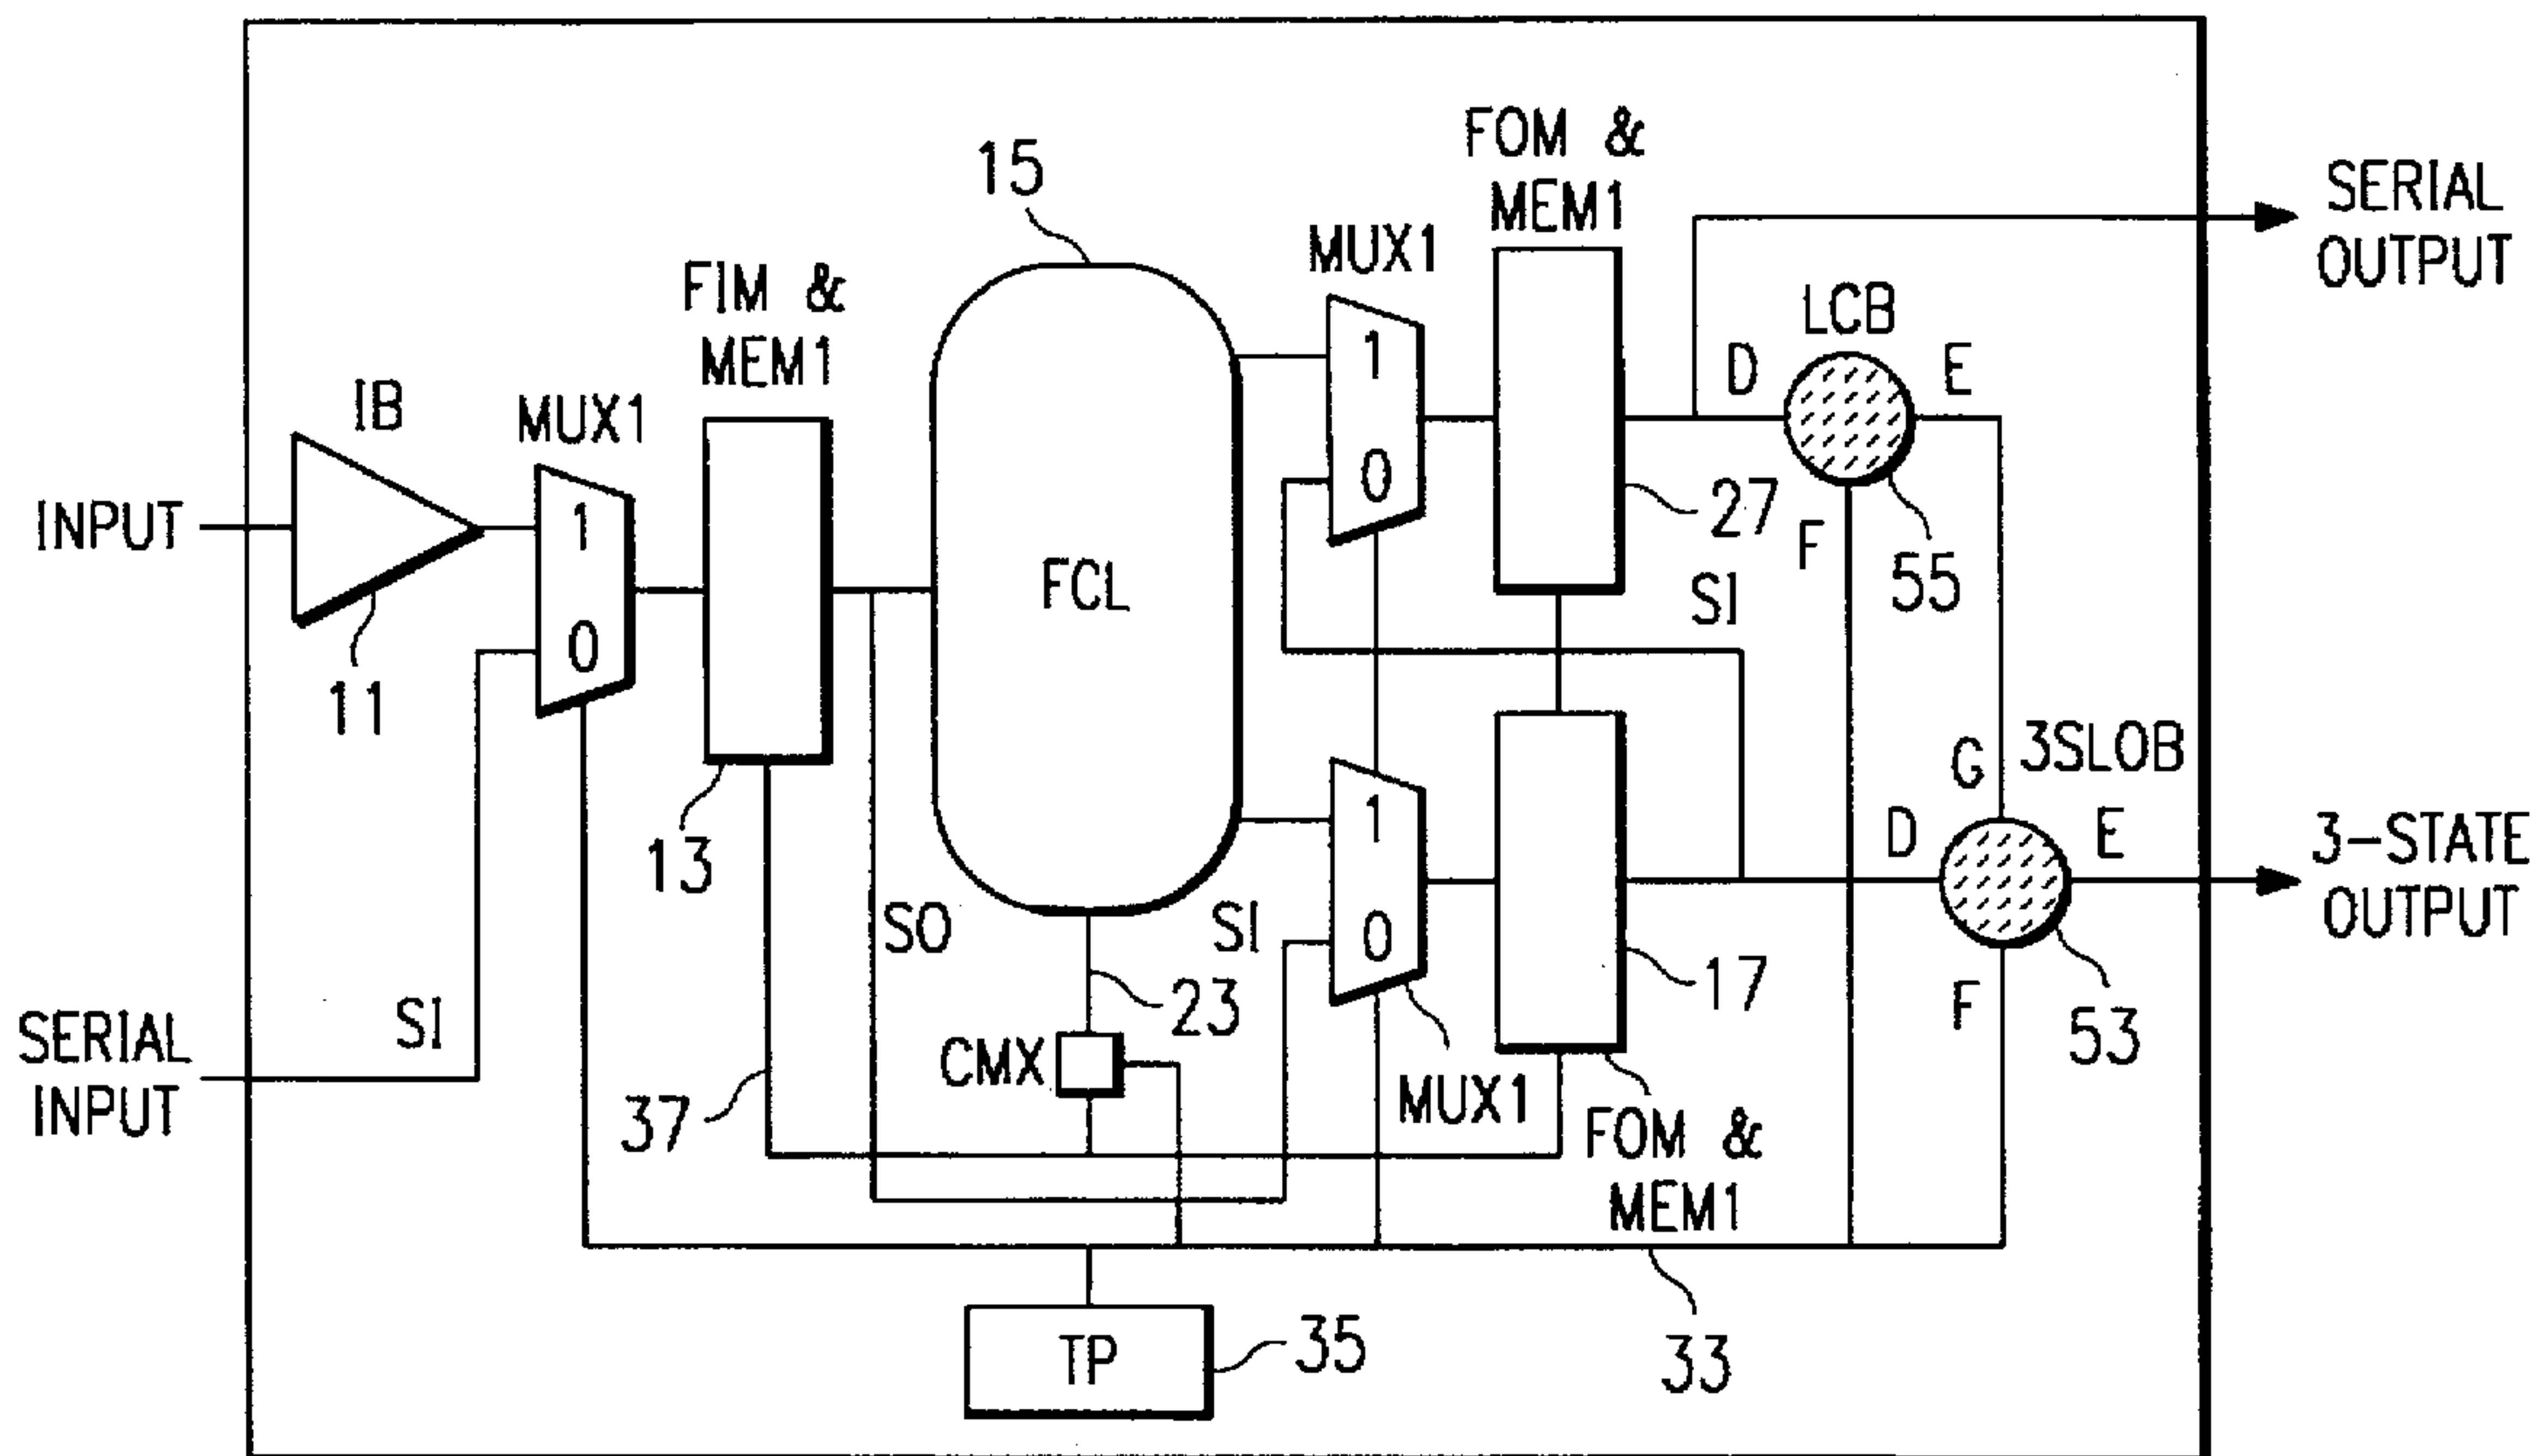 FOM &
MEM1
15
SERIAL
OUTPUT
MUX1
FIM &
MEM1
LCB
D
E
IB
MUX1
1
0
27
INPUT
1
0
FCL
F
55
SI
11
G
3SLOB
13
1
0
D
E
3-STATE
OUTPUT
SO
SI
17
F
53
SI
SERIAL
INPUT
23
CMX
37
MUX1
FOM &
MEM1
TP
35
33